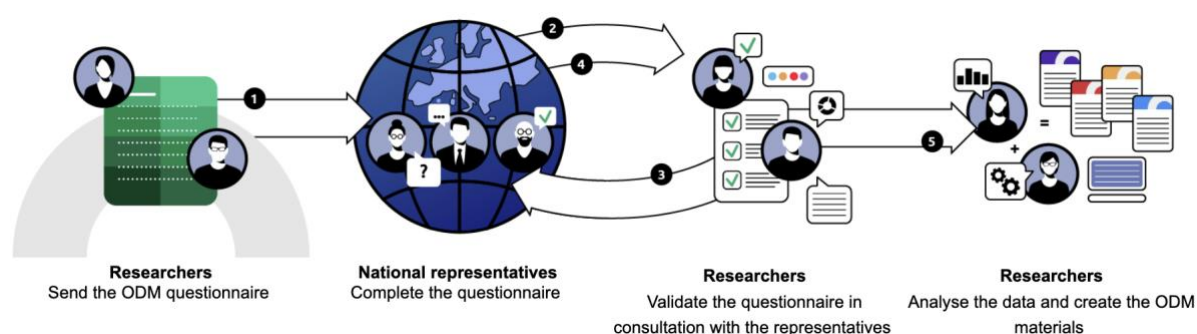 1
2
4
3
5
...
?
=
+
Researchers
Send the ODM questionnaire
National representatives
Complete the questionnaire
Researchers
Validate the questionnaire in
consultation with the representatives
Researchers
Analyse the data and create the ODM
materials